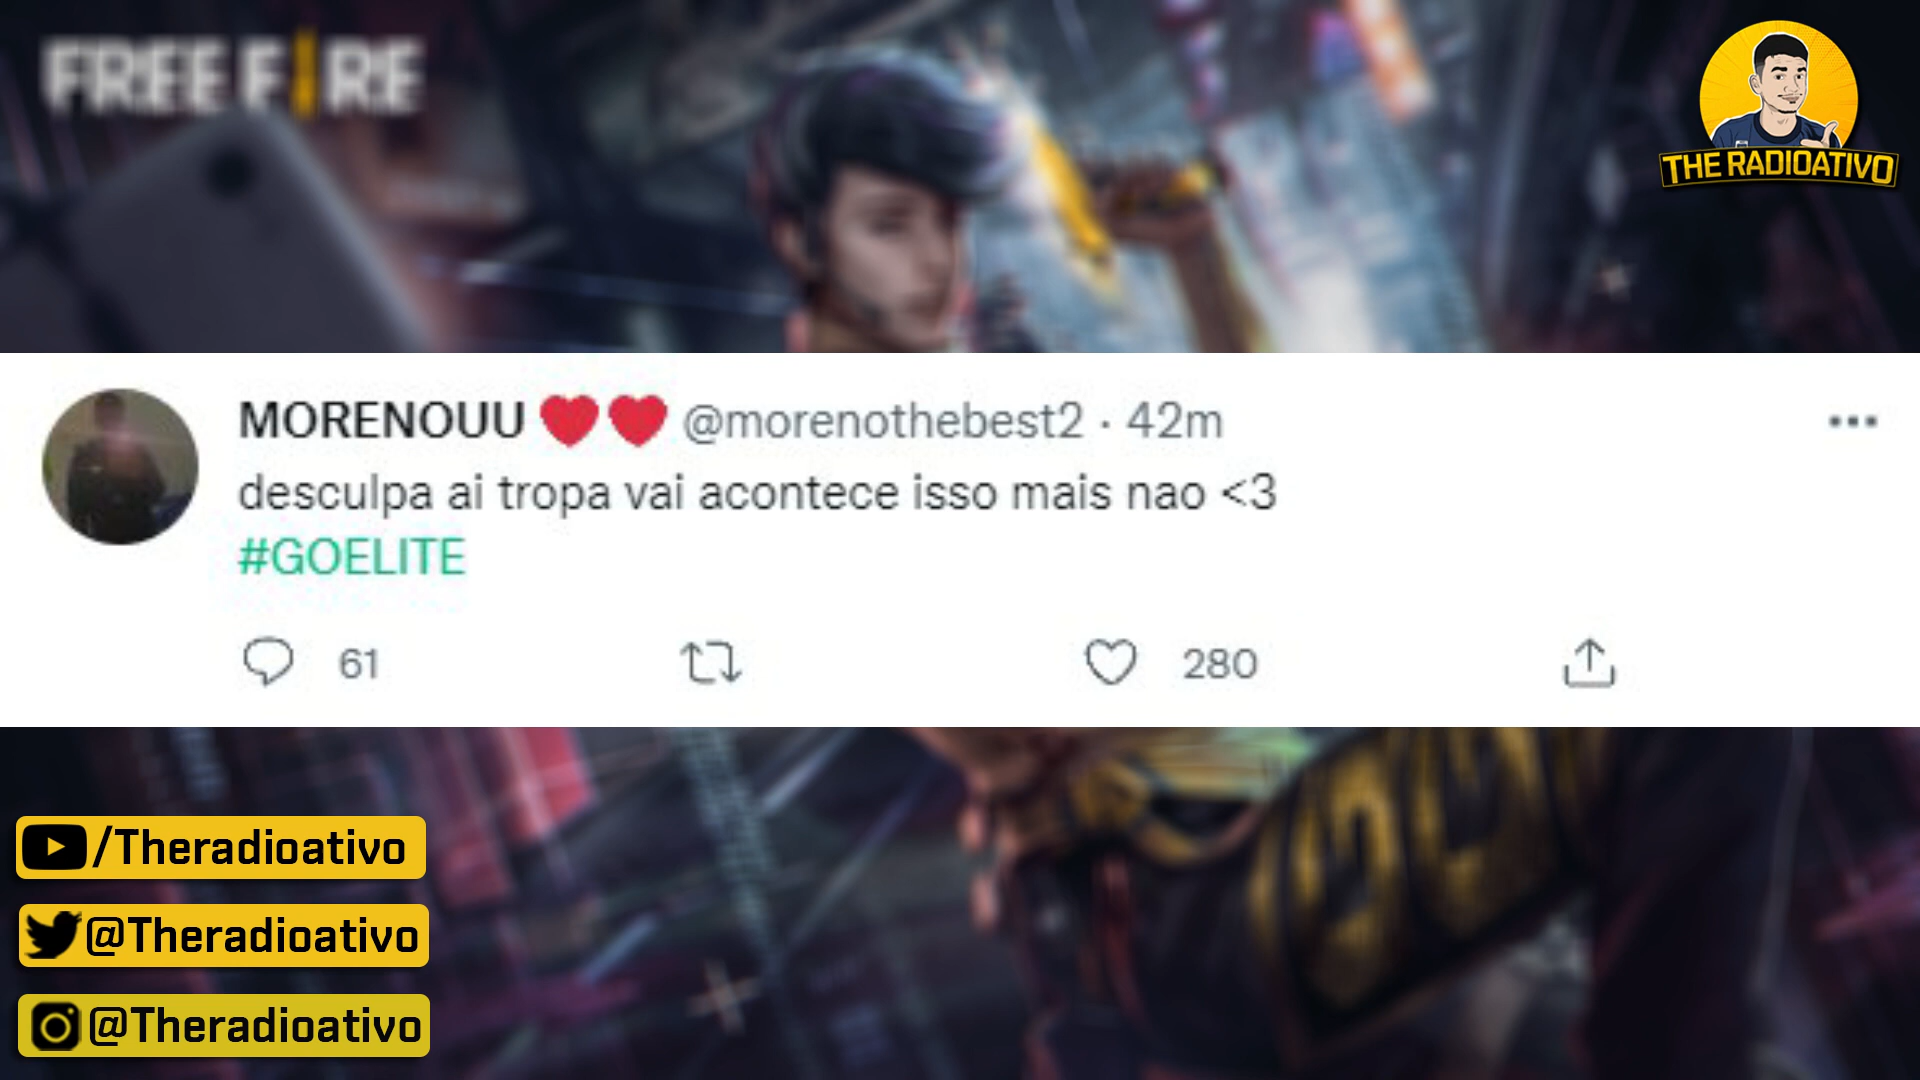 FREE FIRE
THE RADIOATIVO
MORENOUU ❤️❤️ @morenothebest2 · 42m
desculpa ai tropa vai acontece isso mais nao <3
#GOELITE
61
280
/Theradioativo
@Theradioativo
@Theradioativo